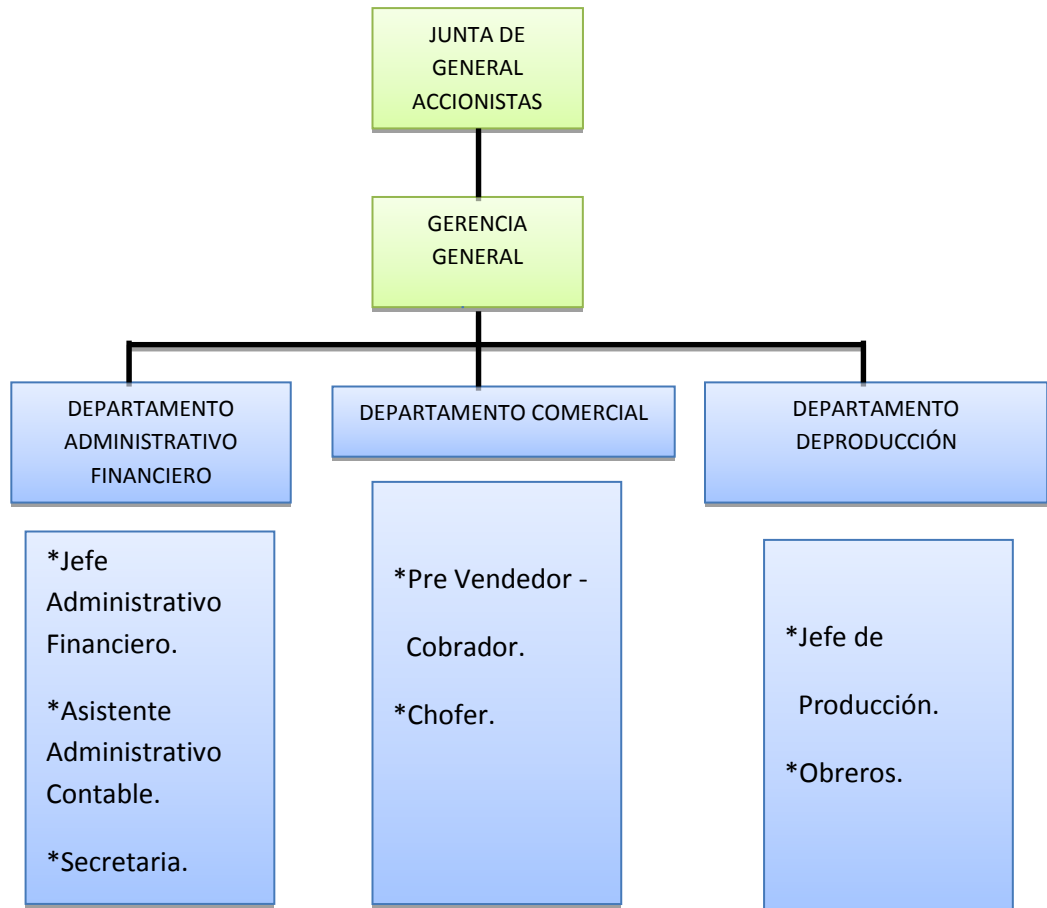 JUNTA DE
GENERAL
ACCIONISTAS
GERENCIA
GENERAL
DEPARTAMENTO
ADMINISTRATIVO
FINANCIERO
*Jefe
Administrativo
Financiero.
*Asistente
Administrativo
Contable.
*Secretaria.
DEPARTAMENTO COMERCIAL
*Pre Vendedor -
Cobrador.
*Chofer.
DEPARTAMENTO
DEPRODUCCIÓN
*Jefe de
Producción.
*Obreros.